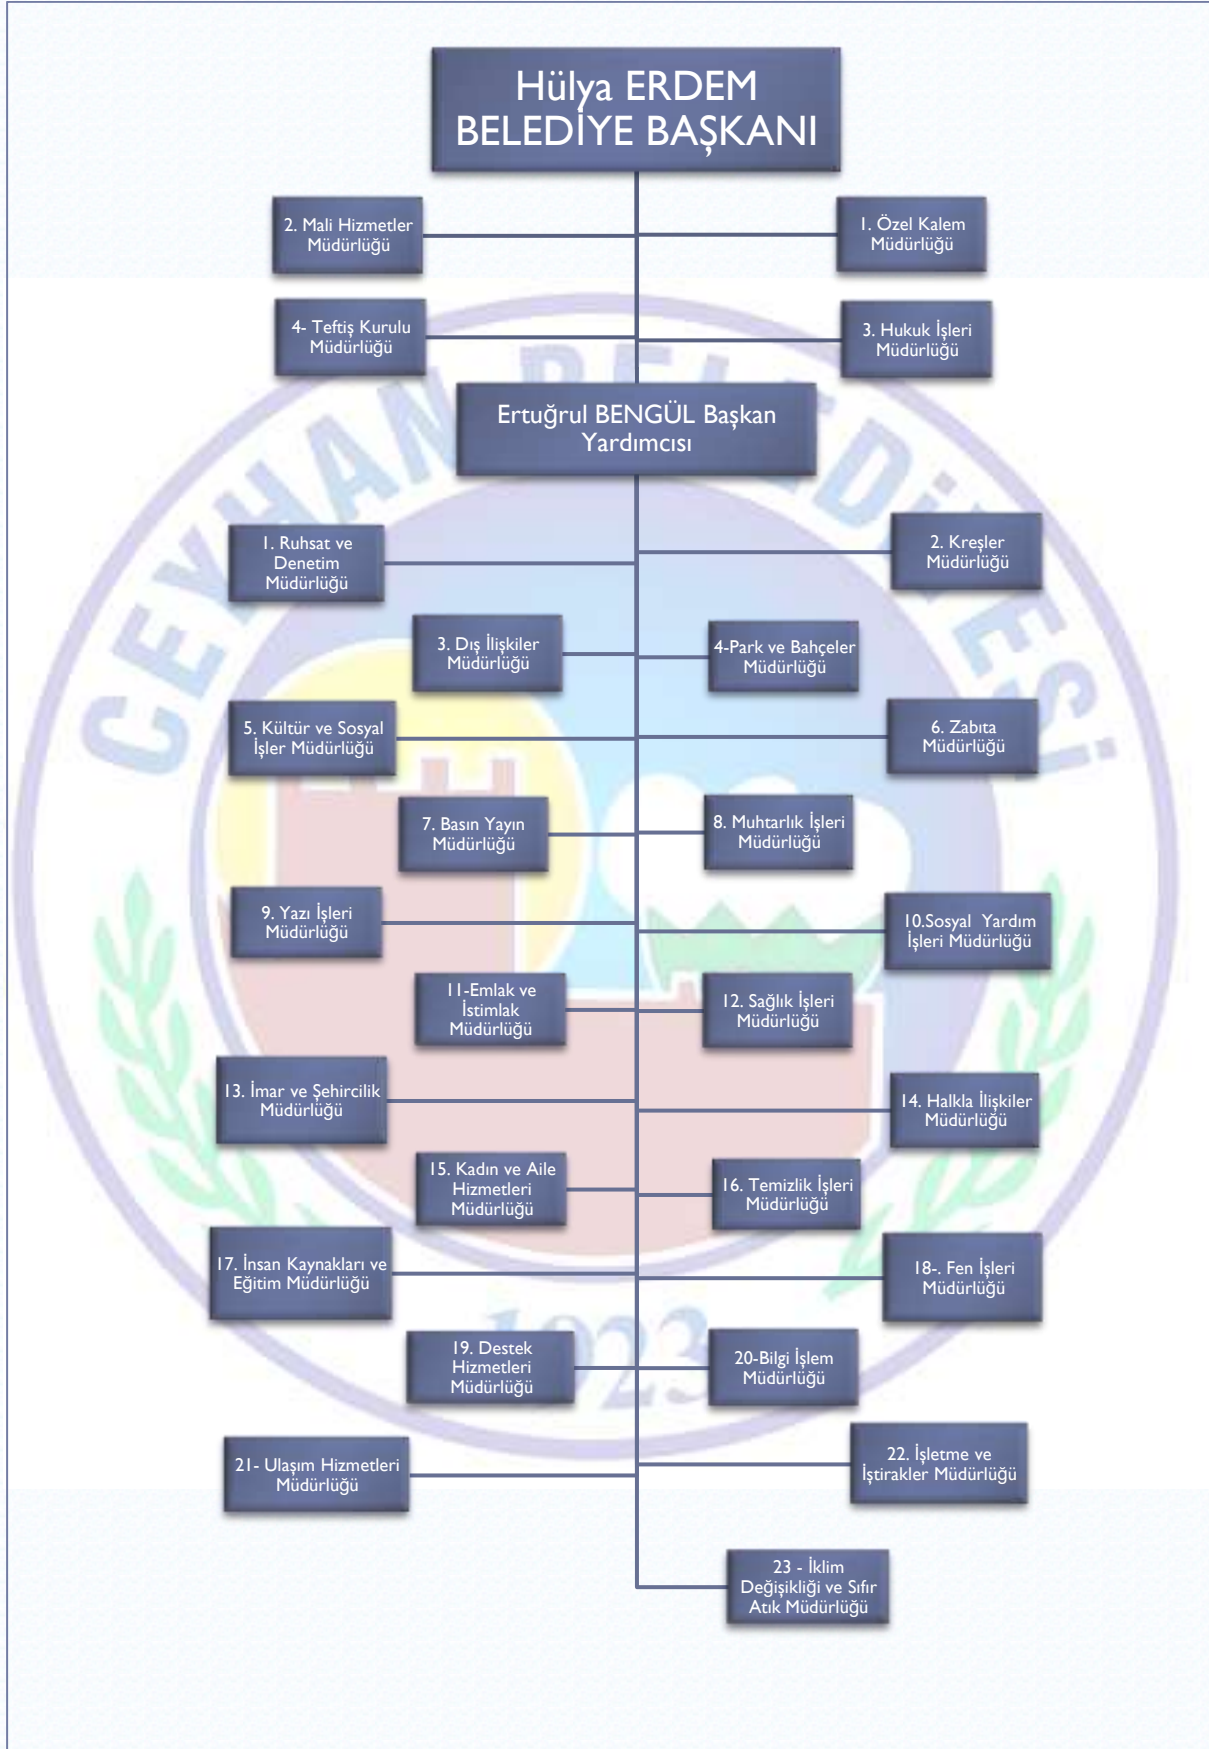 Hülya ERDEM
BELEDİYE BAŞKANI
2. Mali Hizmetler
Müdürlüğü
1. Özel Kalem
Müdürlüğü
4- Teftiş Kurulu
Müdürlüğü
3. Hukuk İşleri
Müdürlüğü
CEYHAN BELEDİYESİ
Ertuğrul BENGÜL Başkan
Yardımcısı
1. Ruhsat ve
Denetim
Müdürlüğü
2. Kreşler
Müdürlüğü
3. Dış İlişkiler
Müdürlüğü
4-Park ve Bahçeler
Müdürlüğü
5. Kültür ve Sosyal
İşler Müdürlüğü
6. Zabıta
Müdürlüğü
7. Basın Yayın
Müdürlüğü
8. Muhtarlık İşleri
Müdürlüğü
9. Yazı İşleri
Müdürlüğü
10.Sosyal  Yardım
İşleri Müdürlüğü
11-Emlak ve
İstimlak
Müdürlüğü
12. Sağlık İşleri
Müdürlüğü
13. İmar ve Şehircilik
Müdürlüğü
14. Halkla İlişkiler
Müdürlüğü
15. Kadın ve Aile
Hizmetleri
Müdürlüğü
16. Temizlik İşleri
Müdürlüğü
17. İnsan Kaynakları ve
Eğitim Müdürlüğü
18-. Fen İşleri
Müdürlüğü
1923
19. Destek
Hizmetleri
Müdürlüğü
20-Bilgi İşlem
Müdürlüğü
21- Ulaşım Hizmetleri
Müdürlüğü
22. İşletme ve
İştirakler Müdürlüğü
23 - İklim
Değişikliği ve Sıfır
Atık Müdürlüğü